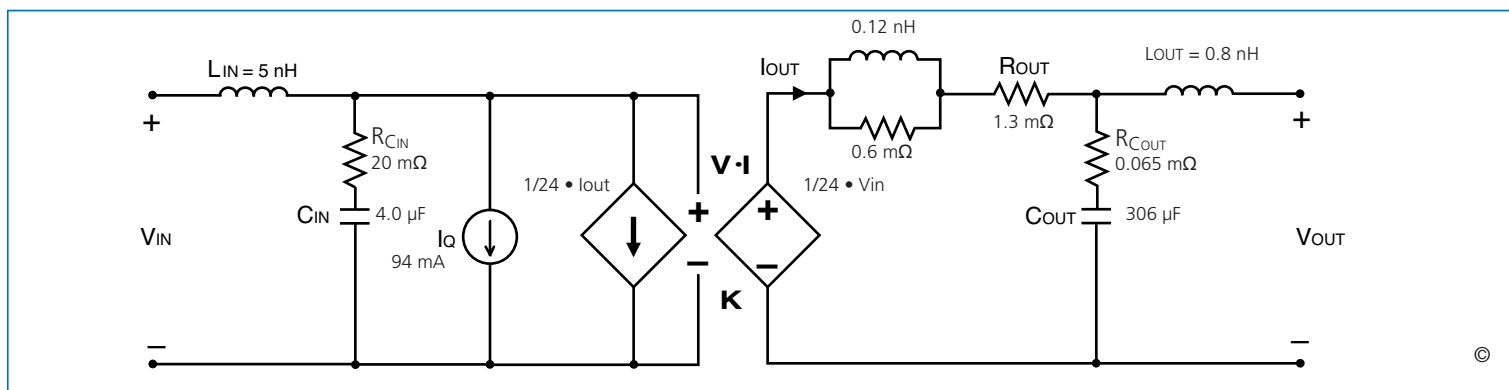 0.12 nH
IOUT
ROUT
LOUT = 0.8 nH
LIN = 5 nH
+
+
RCIN
20 mΩ
1.3 mΩ
RCOUT
0.065 mΩ
0.6 mΩ
V•I
1/24 • Iout
1/24 • Vin
+
+
CIN
4.0 µF
COUT
306 µF
VIN
IQ
94 mA
VOUT
–
–
K
–
–
©